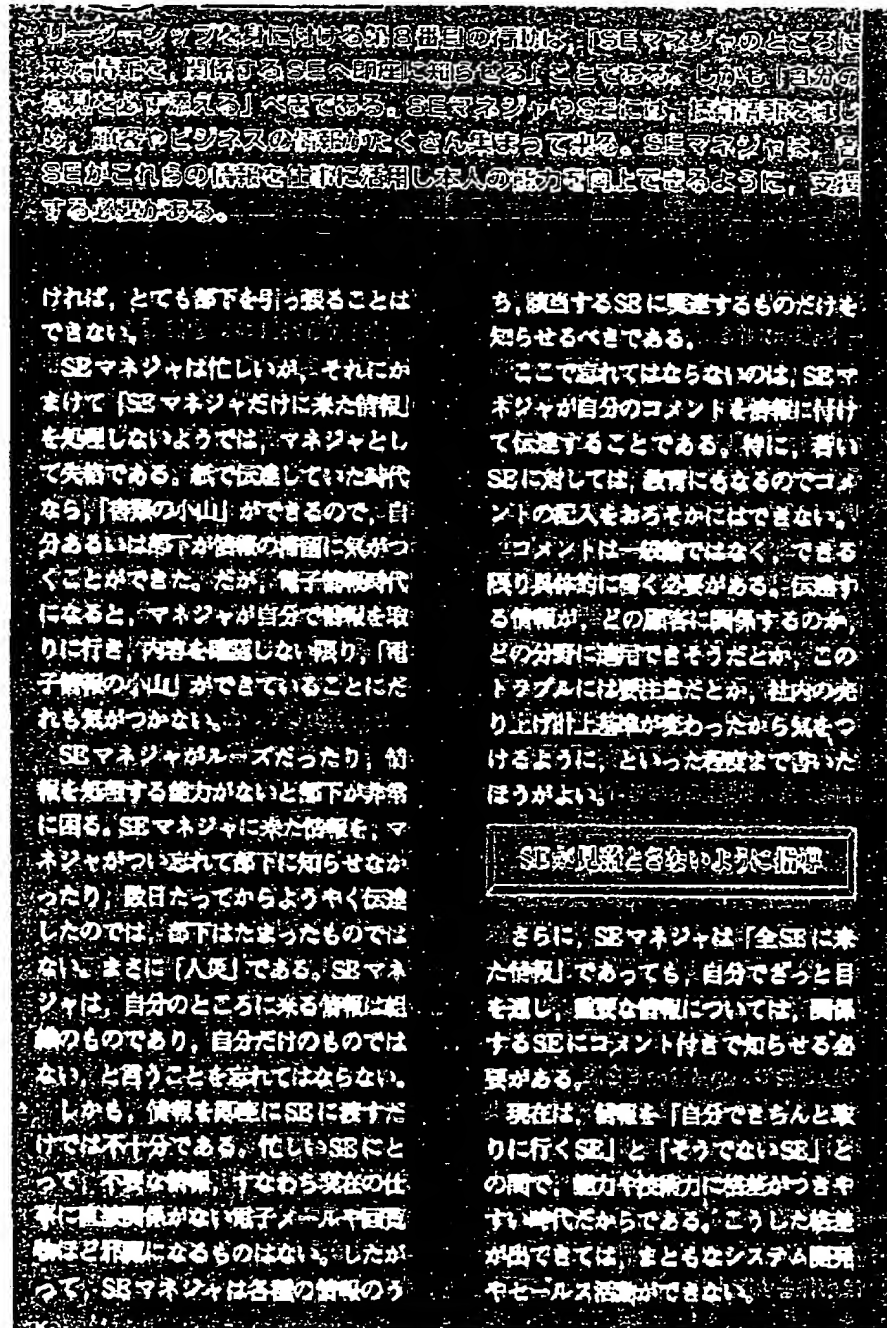 リーダーシップを身に付ける第8番目の行動は,「SEマネジャのところに
来た情報を,関係するSEへ即座に知らせる」ことである。しかも「自分の
意見を必ず添える」べきである。SEマネジャやSEには,技術情報をはじ
め,顧客やビジネスの情報がたくさん集まって来る。SEマネジャは,各
SEがこれらの情報を仕事に活用し本人の能力を向上できるように,支援
する必要がある。
ければ,とても部下を引っ張ることは
できない。
SEマネジャは忙しいが,それにか
まけて「SEマネジャだけに来た情報」
を処理しないようでは,マネジャとし
て失格である。紙で伝達していた時代
なら,「書類の小山」ができるので,自
分あるいは部下が情報の滞留に気がつ
くことができた。だが,電子情報時代
になると,マネジャが自分で情報を取
りに行き,内容を確認しない限り,「電
子情報の小山」ができていることにだ
れも気がつかない。
SEマネジャがルーズだったり,情
報を処理する能力がないと部下が非常
に困る。SEマネジャに来た情報を,マ
ネジャがつい忘れて部下に知らせなか
ったり,数日たってからようやく伝達
したのでは,部下はたまったものでは
ない。まさに「人災」である。SEマネ
ジャは,自分のところに来る情報は組
織のものであり,自分だけのものでは
ない,と言うことを忘れてはならない。
しかも,情報を即座にSEに渡すだ
けでは不十分である。忙しいSEにと
って,不要な情報,すなわち現在の仕
事に直接関係がない電子メールや回覧
物ほど邪魔になるものはない。したが
って,SEマネジャは各種の情報のう
ち,該当するSEに関連するものだけを
知らせるべきである。
ここで忘れてはならないのは,SEマ
ネジャが自分のコメントを情報に付け
て伝達することである。特に,若い
SEに対しては,教育にもなるのでコメ
ントの記入をおろそかにはできない。
コメントは一般論ではなく,できる
限り具体的に書く必要がある。伝達す
る情報が,どの顧客に関係するのか,
どの分野に適用できそうだとか,この
トラブルには要注意だとか,社内の売
り上げ計上基準が変わったから気をつ
けるように,といった程度まで書いた
ほうがよい。
SEが見落とさないように指導
さらに,SEマネジャは「全SEに来
た情報」であっても,自分でざっと目
を通し,重要な情報については,関係
するSEにコメント付きで知らせる必
要がある。
現在は,情報を「自分できちんと取
りに行くSE」と「そうでないSE」と
の間で,能力や技術力に格差がつきや
すい時代だからである。こうした格差
が出てきては,まともなシステム開発
やセールス活動ができない。